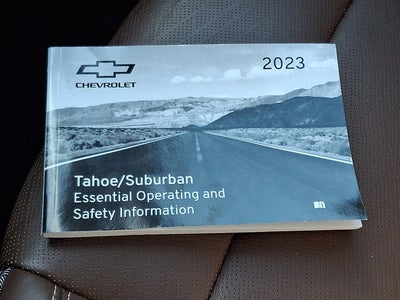 CHEVROLET
2023
Tahoe/Suburban
Essential Operating and
Safety Information